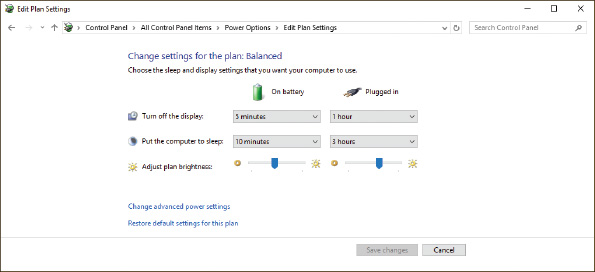 Edit Plan Settings
Control Panel > All Control Panel Items > Power Options > Edit Plan Settings
Search Control Panel
Change settings for the plan: Balanced
Choose the sleep and display settings that you want your computer to use.
On battery Plugged in
Turn off the display: 5 minutes 1 hour
Put the computer to sleep: 10 minutes 3 hours
Adjust plan brightness:
Change advanced power settings
Restore default settings for this plan
Save changes Cancel